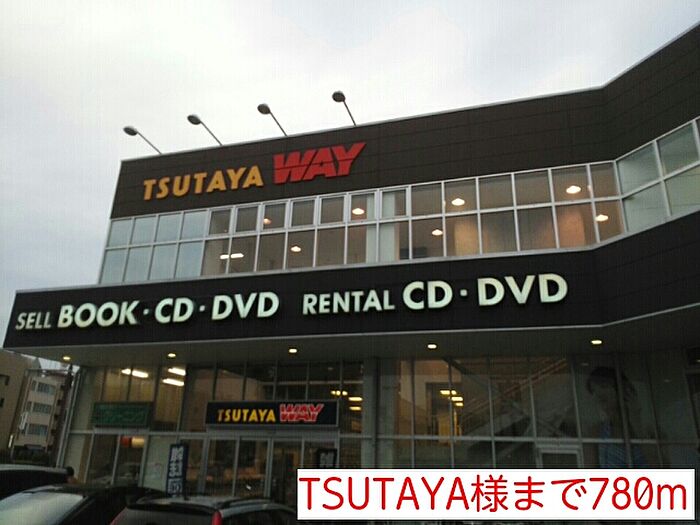 TSUTAYA WAY
SELL BOOK・CD・DVD RENTAL CD・DVD
TSUTAYA WAY
TSUTAYA様まで780m